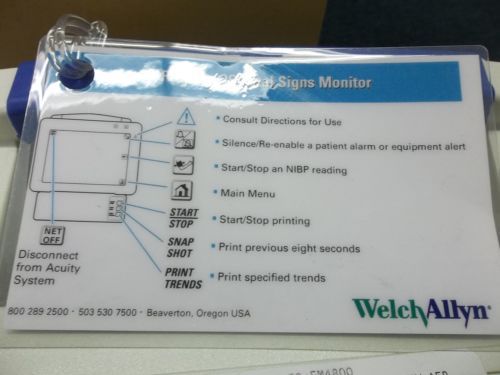 Signs Monitor
Consult Directions for Use
Silence/Re-enable a patient alarm or equipment alert
Start/Stop an NIBP reading
Main Menu
START
STOP
Start/Stop printing
NET
OFF
Disconnect
from Acuity
System
SNAP
SHOT
Print previous eight seconds
PRINT
TRENDS
Print specified trends
800 289 2500 · 503 530 7500 · Beaverton, Oregon USA
WelchAllyn®